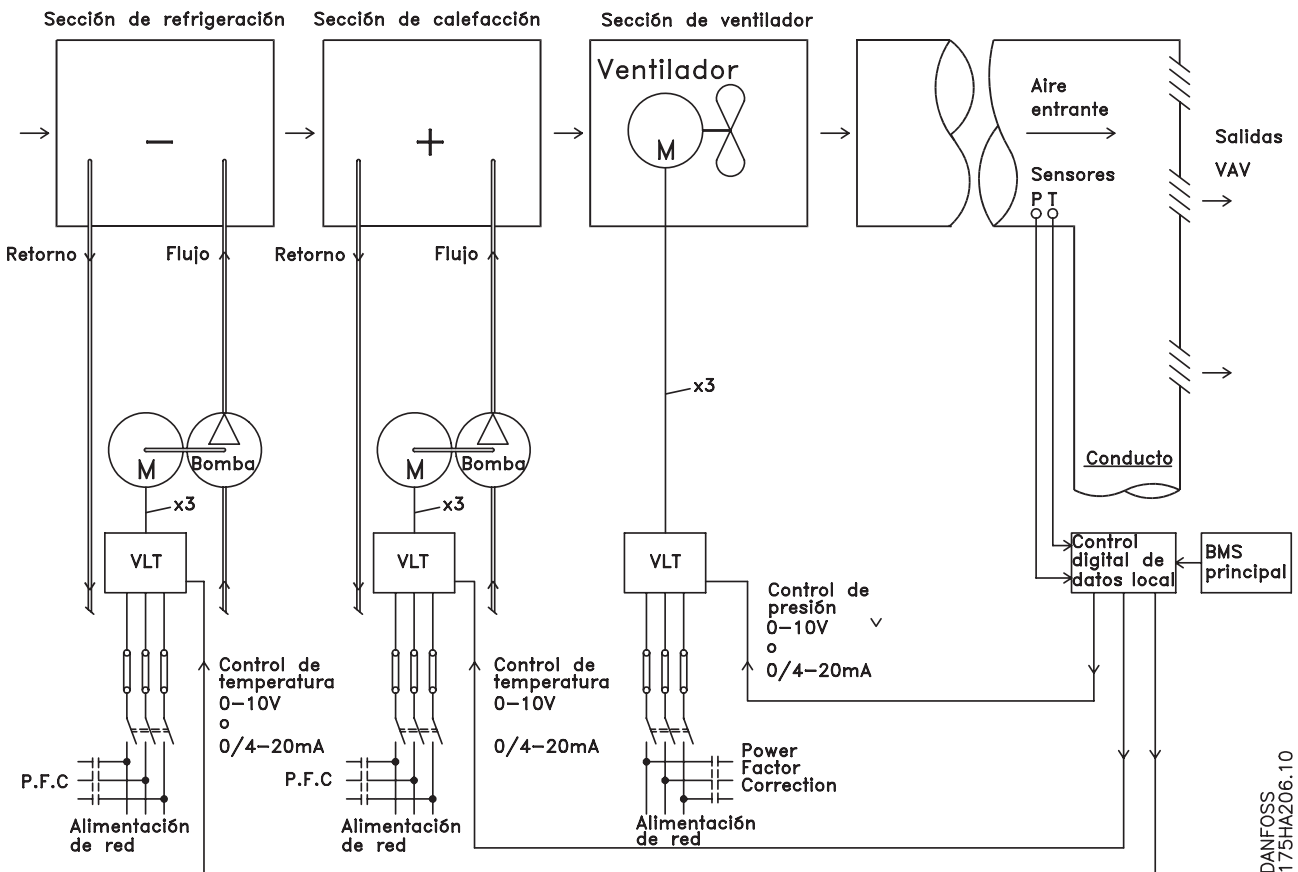 Sección de refrigeración
Sección de calefacción
Sección de ventilador
Ventilador
M
–
+
Aire
entrante
Sensores
P T
Salidas
VAV
Retorno
Flujo
Retorno
Flujo
x3
Conducto
M
Bomba
M
Bomba
x3
x3
VLT
VLT
VLT
Control
digital de
datos local
BMS
principal
Control de
presión
0–10V
o
0/4–20mA
Control de
temperatura
0–10V
o
0/4–20mA
Control de
temperatura
0–10V
0/4–20mA
P.F.C
P.F.C
Power
Factor
Correction
Alimentación
de red
Alimentación
de red
Alimentación
de red
DANFOSS
175HA206.10